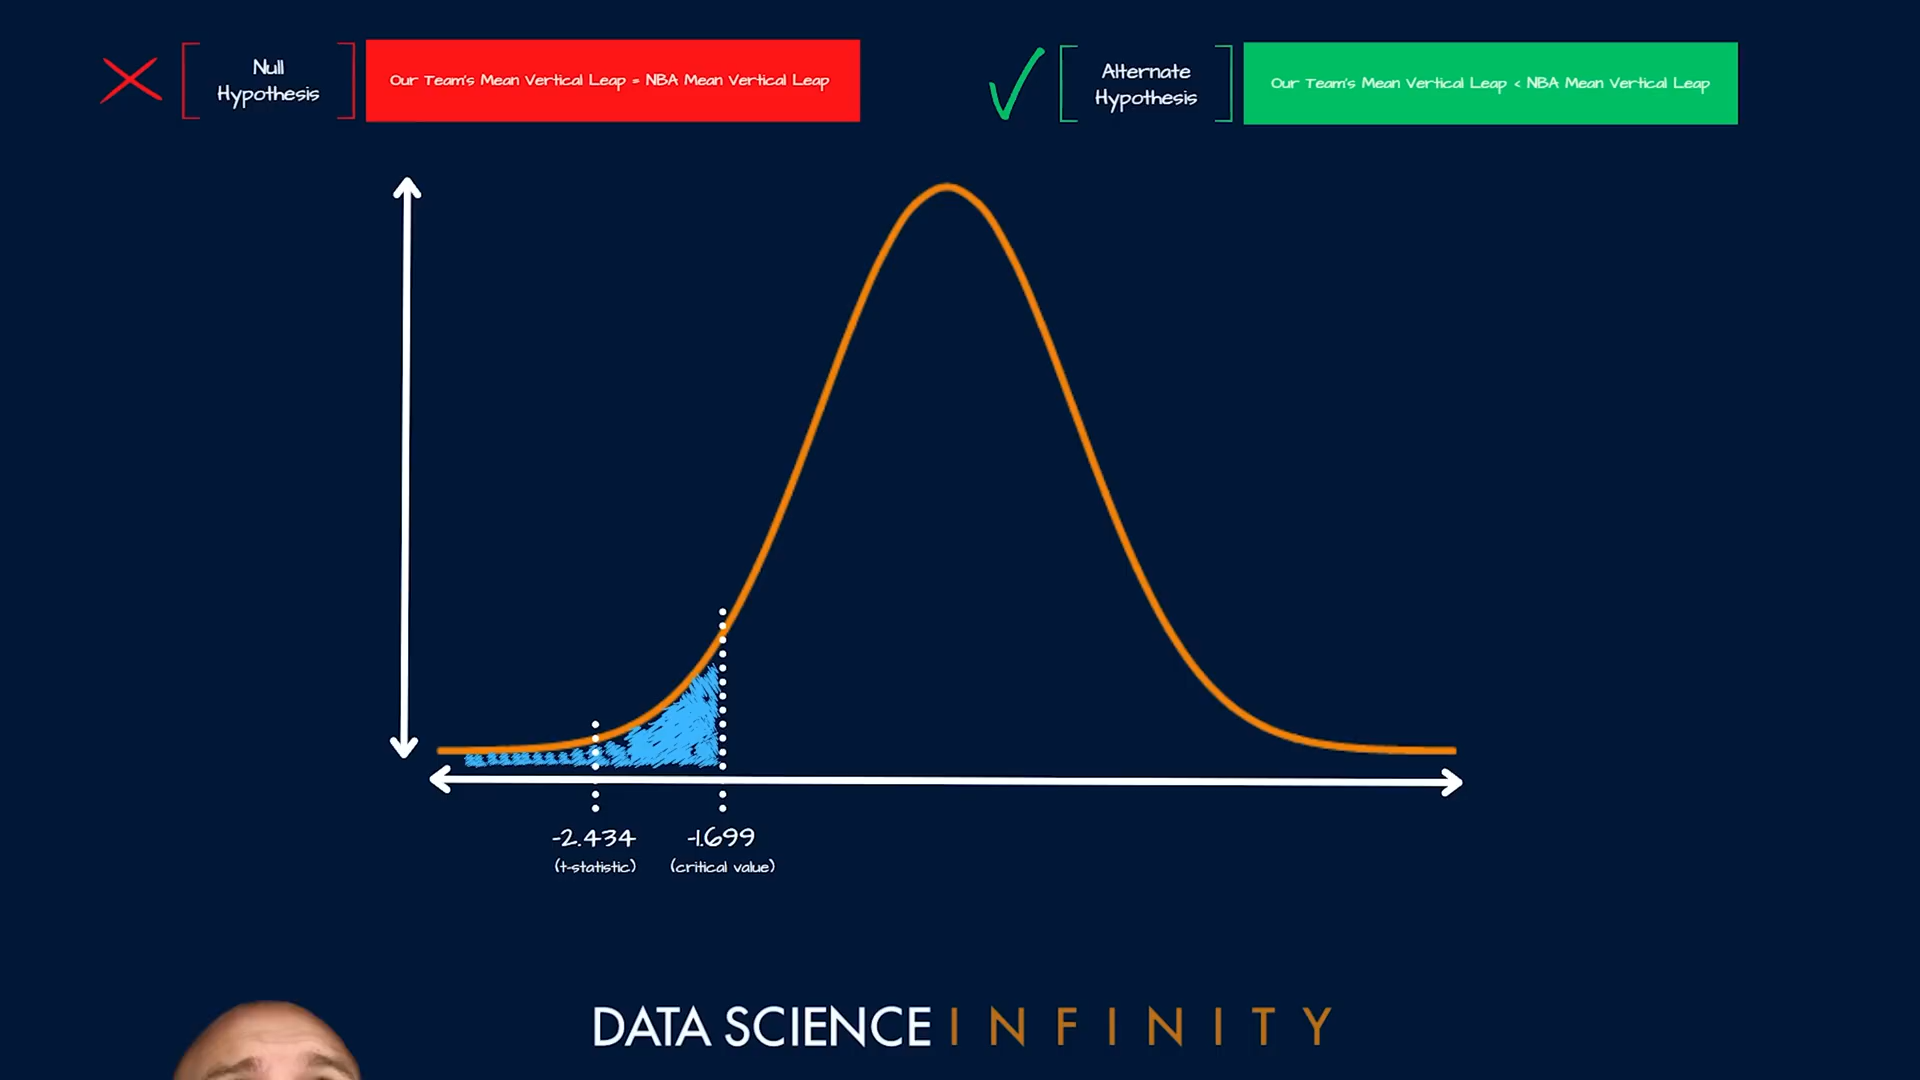 Null
Hypothesis
Our Team's Mean Vertical Leap = NBA Mean Vertical Leap
Alternate
Hypothesis
Our Team's Mean Vertical Leap < NBA Mean Vertical Leap
-2.434
(t-statistic)
-1.699
(critical value)
DATA SCIENCE INFINITY